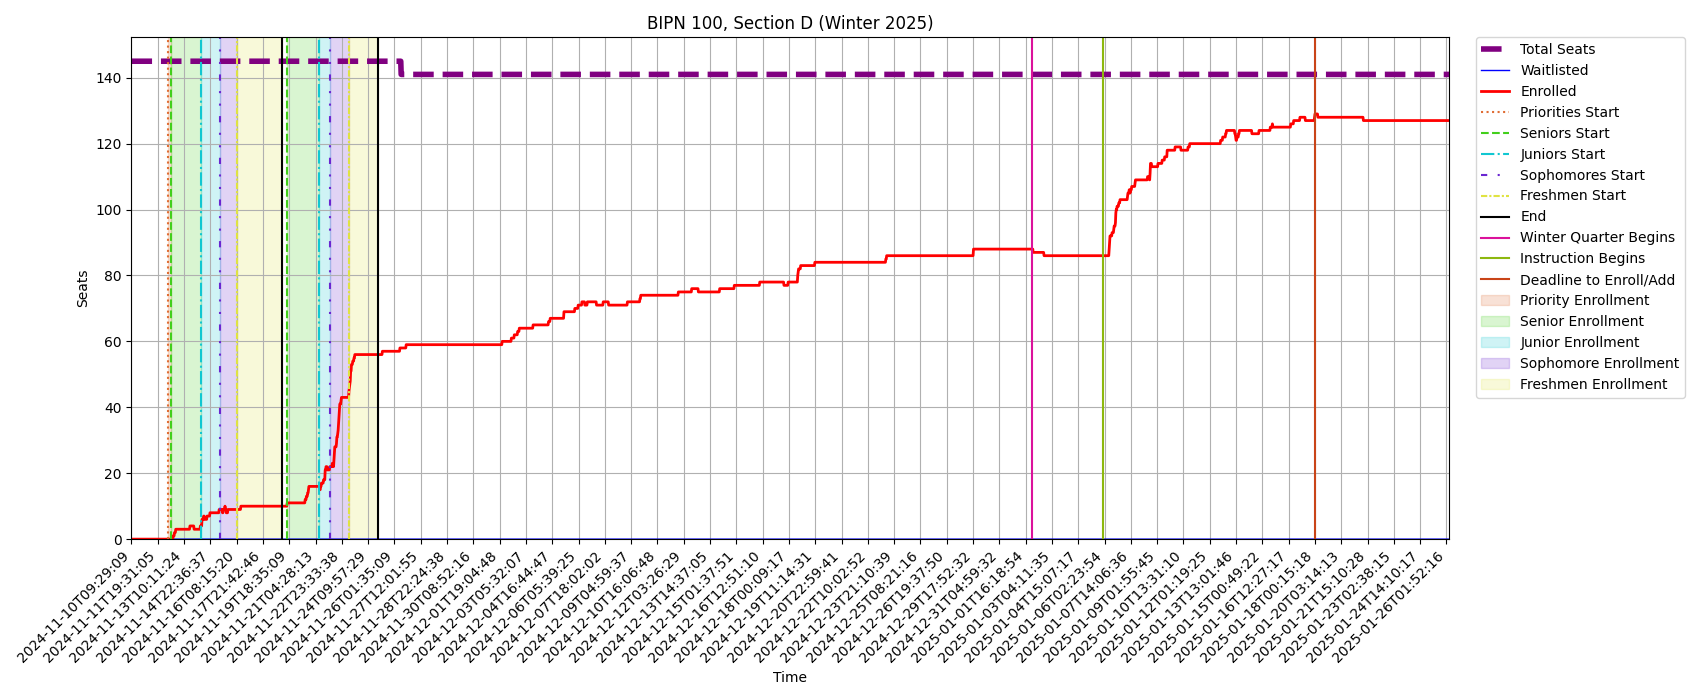 BIPN 100, Section D (Winter 2025)
Seats
140
120
100
80
60
40
20
0
2024-11-10T09:29:09
2024-11-11T19:31:05
2024-11-13T10:11:24
2024-11-14T22:36:37
2024-11-16T08:15:20
2024-11-17T21:42:46
2024-11-19T18:35:09
2024-11-21T04:28:13
2024-11-22T23:33:38
2024-11-24T09:57:29
2024-11-26T01:35:09
2024-11-27T12:01:55
2024-11-28T22:24:38
2024-11-30T08:52:16
2024-12-01T19:04:48
2024-12-03T05:32:07
2024-12-04T16:44:47
2024-12-06T05:39:25
2024-12-07T18:02:02
2024-12-09T04:59:37
2024-12-10T16:06:48
2024-12-12T03:26:29
2024-12-13T14:37:05
2024-12-15T01:37:51
2024-12-16T12:51:10
2024-12-18T00:09:17
2024-12-19T11:14:31
2024-12-20T22:59:41
2024-12-22T10:02:52
2024-12-23T21:10:39
2024-12-25T08:21:16
2024-12-26T19:37:50
2024-12-29T17:52:32
2024-12-31T04:59:32
2025-01-01T16:18:54
2025-01-03T04:11:35
2025-01-04T15:07:17
2025-01-06T02:23:54
2025-01-07T14:06:36
2025-01-09T01:55:45
2025-01-10T13:31:10
2025-01-12T01:19:25
2025-01-13T13:01:46
2025-01-15T00:49:22
2025-01-16T12:27:17
2025-01-18T00:15:18
2025-01-20T03:14:13
2025-01-21T15:10:28
2025-01-23T02:38:15
2025-01-24T14:10:17
2025-01-26T01:52:16
Time
Total Seats
Waitlisted
Enrolled
Priorities Start
Seniors Start
Juniors Start
Sophomores Start
Freshmen Start
End
Winter Quarter Begins
Instruction Begins
Deadline to Enroll/Add
Priority Enrollment
Senior Enrollment
Junior Enrollment
Sophomore Enrollment
Freshmen Enrollment